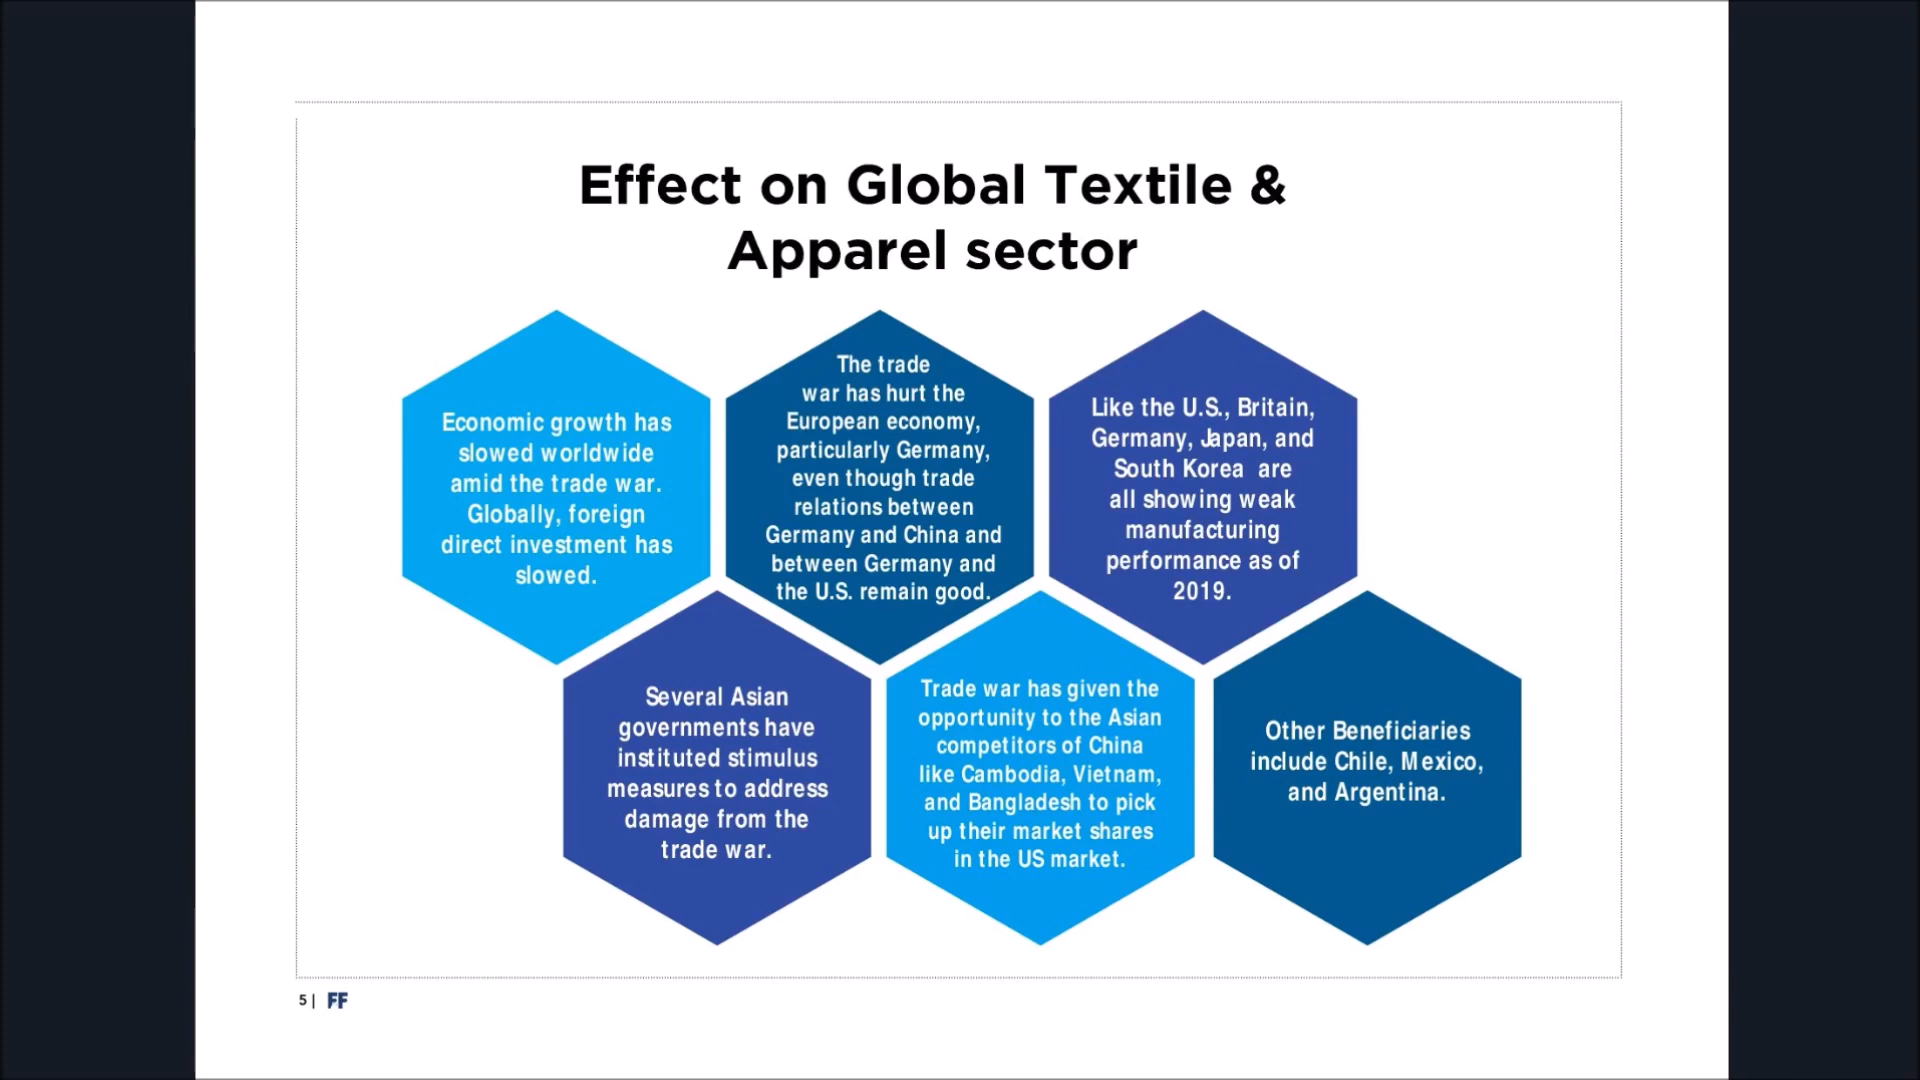 Effect on Global Textile &
Apparel sector
Economic growth has
slowed worldwide
amid the trade war.
Globally, foreign
direct investment has
slowed.
The trade
war has hurt the
European economy,
particularly Germany,
even though trade
relations between
Germany and China and
between Germany and
the U.S. remain good.
Like the U.S., Britain,
Germany, Japan, and
South Korea are
all showing weak
manufacturing
performance as of
2019.
Several Asian
governments have
instituted stimulus
measures to address
damage from the
trade war.
Trade war has given the
opportunity to the Asian
competitors of China
like Cambodia, Vietnam,
and Bangladesh to pick
up their market shares
in the US market.
Other Beneficiaries
include Chile, Mexico,
and Argentina.
5 | FF